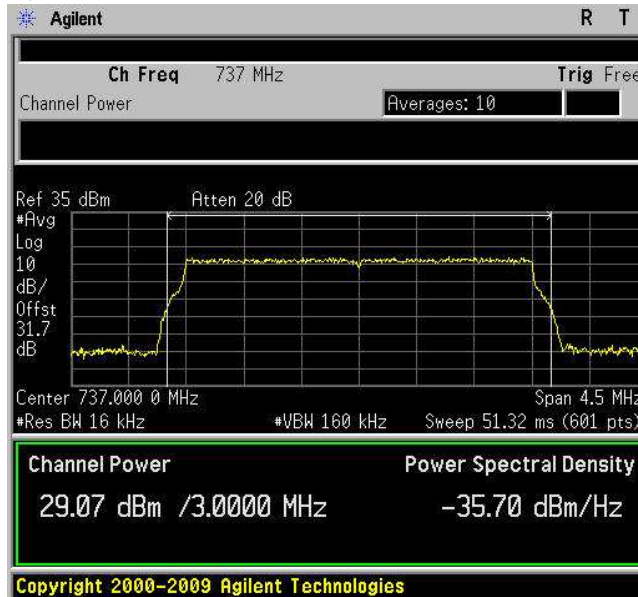 Agilent R T
Ch Freq 737 MHz Trig Free
Channel Power Averages: 10
Ref 35 dBm Atten 20 dB
#Avg
Log
10
dB/
Offst
31.7
dB
Center 737.000 0 MHz Span 4.5 MHz
#Res BW 16 kHz #VBW 160 kHz Sweep 51.32 ms (601 pts)
Channel Power Power Spectral Density
29.07 dBm /3.0000 MHz -35.70 dBm/Hz
Copyright 2000-2009 Agilent Technologies